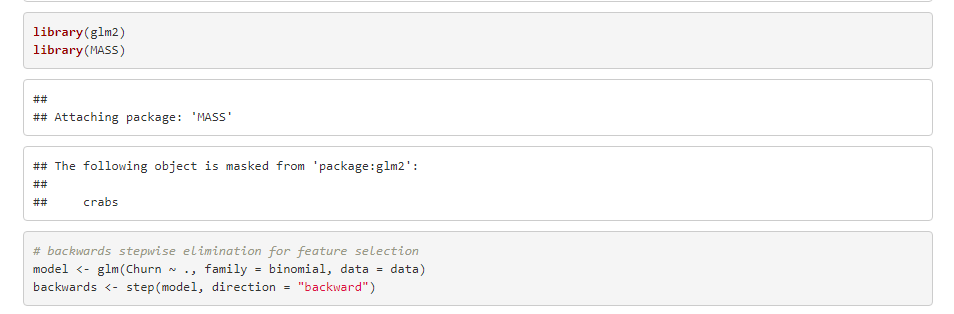 library(glm2)
library(MASS)
##
## Attaching package: 'MASS'
## The following object is masked from 'package:glm2':
##
##     crabs
# backwards stepwise elimination for feature selection
model <- glm(Churn ~ ., family = binomial, data = data)
backwards <- step(model, direction = "backward")